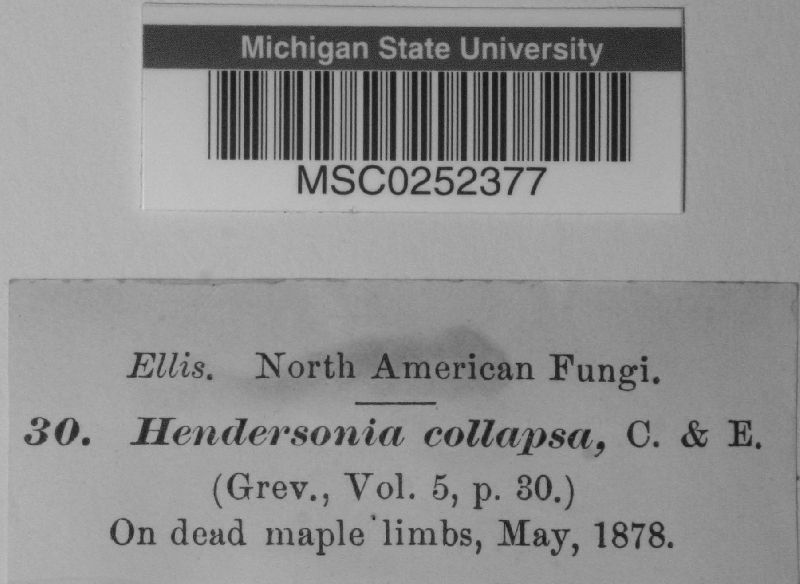 Michigan State University
MSC0252377
Ellis. North American Fungi.
30. Hendersonia collapsa, C. & E.
(Grev., Vol. 5, p. 30.)
On dead maple limbs, May, 1878.